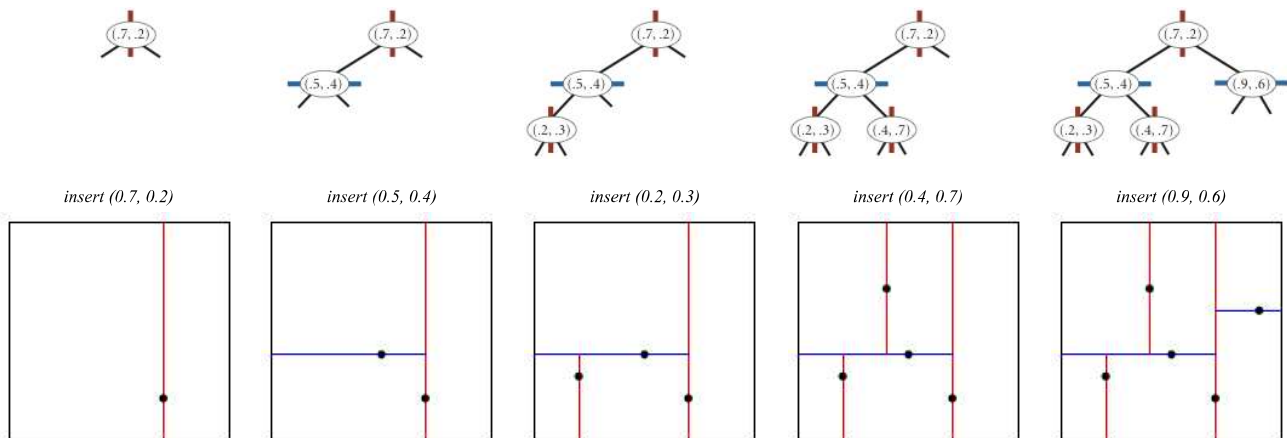 (.7, .2) (.7, .2) (.7, .2) (.7, .2) (.7, .2)
(.5, .4) (.5, .4) (.5, .4) (.5, .4) (.9, .6)
(.2, .3) (.2, .3) (.4, .7) (.2, .3) (.4, .7)
insert (0.7, 0.2) insert (0.5, 0.4) insert (0.2, 0.3) insert (0.4, 0.7) insert (0.9, 0.6)